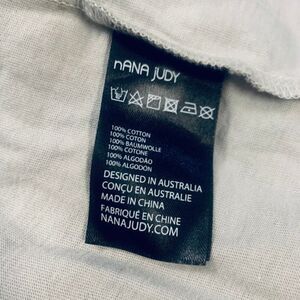 nANA JUDY
100% COTTON
100% COTON
100% BAUMWOLLE
100% COTONE
100% ALGODÃO
100% ALGODÓN
DESIGNED IN AUSTRALIA
CONÇU EN AUSTRALIE
MADE IN CHINA
FABRIQUÉ EN CHINE
NANAJUDY.COM